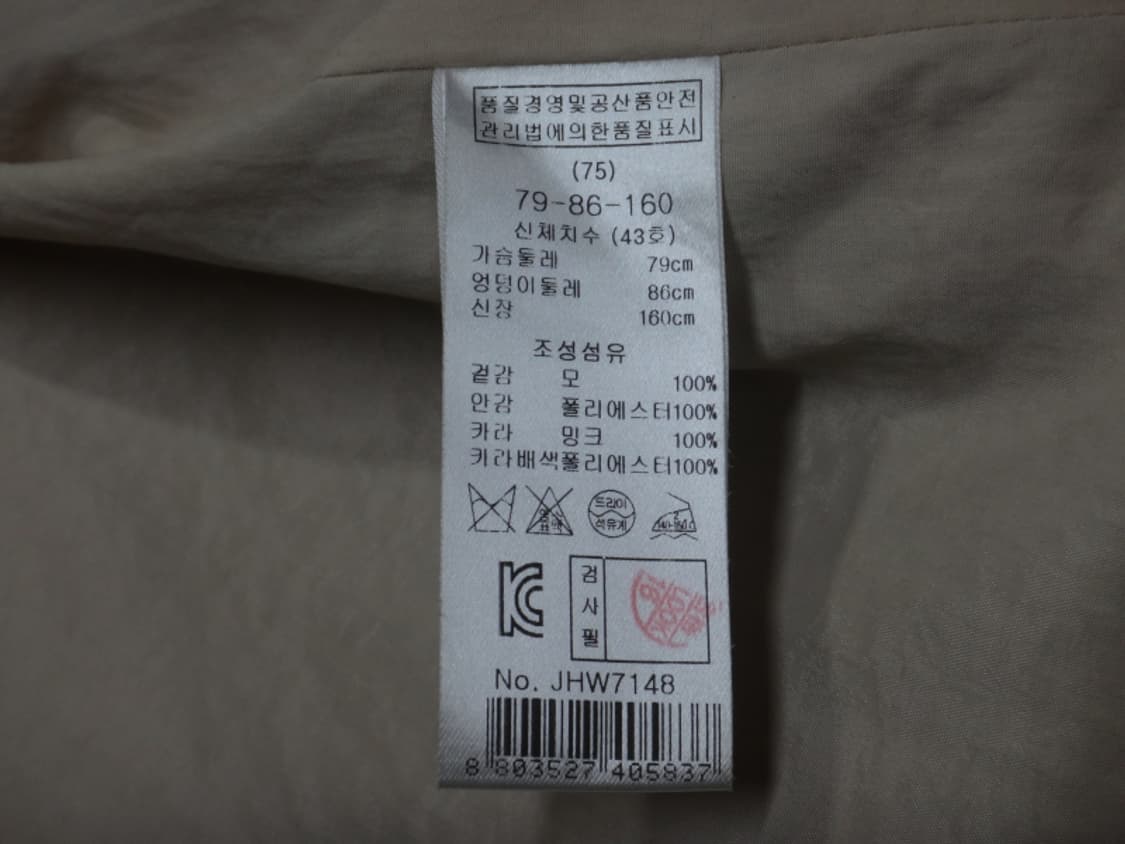 품질경영및공산품안전
관리법에의한품질표시
(75)
79-86-160
신체치수 (43호)
가슴둘레 79cm
엉덩이둘레 86cm
신장 160cm
조성섬유
겉감 모 100%
안감 폴리에스터100%
카라 밍크 100%
카라배색폴리에스터100%
드라이
석유계
KC
검
사
필
No. JHW7148
8 803527 405837